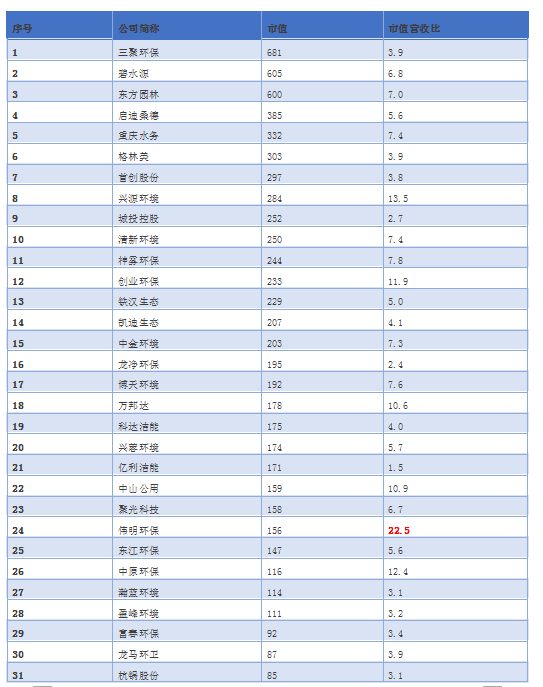 序号 公司简称 市值 市值营收比
1 三聚环保 681 3.9
2 碧水源 605 6.8
3 东方园林 600 7.0
4 启迪桑德 385 5.6
5 重庆水务 332 7.4
6 格林美 303 3.9
7 首创股份 297 3.8
8 兴源环境 284 13.5
9 城投控股 252 2.7
10 清新环境 250 7.4
11 神雾环保 244 7.8
12 创业环保 233 11.9
13 铁汉生态 229 5.0
14 凯迪生态 207 4.1
15 中金环境 203 7.3
16 龙净环保 195 2.4
17 博天环境 192 7.6
18 万邦达 178 10.6
19 科达洁能 175 4.0
20 兴蓉环境 174 5.7
21 亿利洁能 171 1.5
22 中山公用 159 10.9
23 聚光科技 158 6.7
24 伟明环保 156 22.5
25 东江环保 147 5.6
26 中原环保 116 12.4
27 瀚蓝环境 114 3.1
28 盈峰环境 111 3.2
29 富春环保 92 3.4
30 龙马环卫 87 3.9
31 杭锅股份 85 3.1